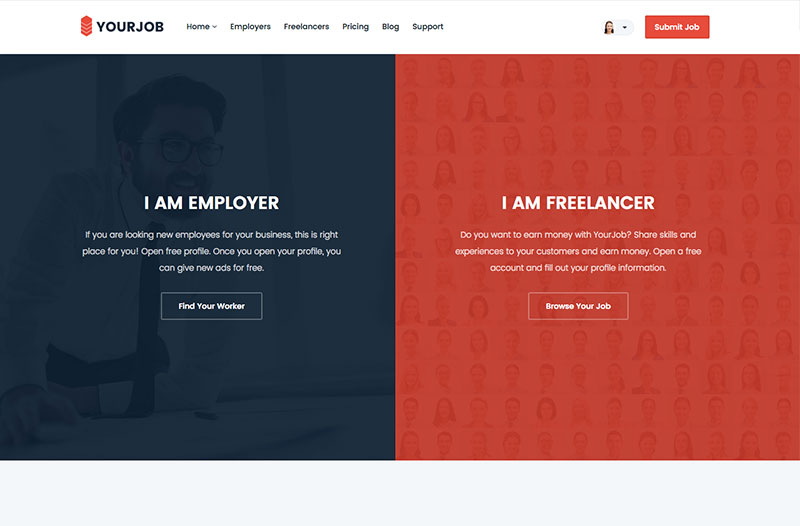 YOURJOB
Home Employers Freelancers Pricing Blog Support
Submit Job
I AM EMPLOYER
If you are looking new employees for your business, this is right
place for you! Open free profile. Once you open your profile, you
can give new ads for free.
Find Your Worker
I AM FREELANCER
Do you want to earn money with YourJob? Share skills and
experiences to your customers and earn money. Open a free
account and fill out your profile information.
Browse Your Job